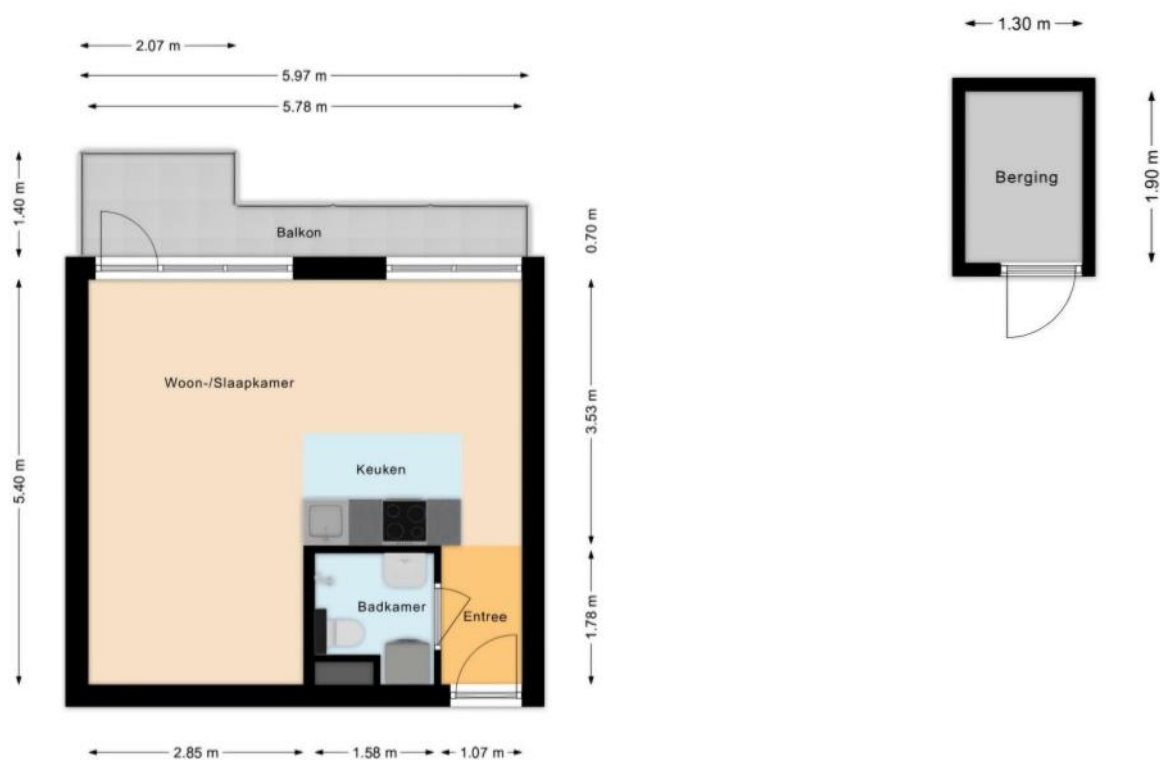 2.07 m
5.97 m
5.78 m
1.40 m
0.70 m
Balkon
Woon-/Slaapkamer
Keuken
5.40 m
3.53 m
Badkamer
Entree
1.78 m
2.85 m
1.58 m
1.07 m
1.30 m
Berging
1.90 m